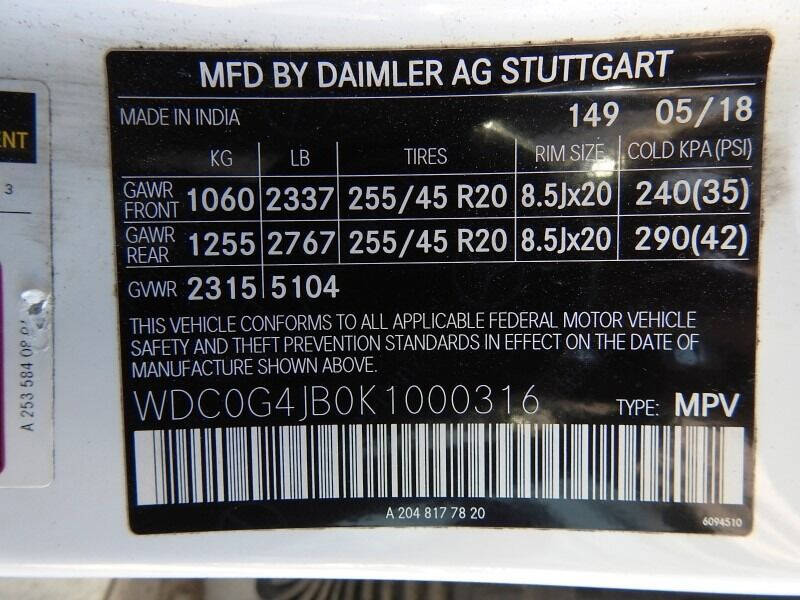 MFD BY DAIMLER AG STUTTGART
MADE IN INDIA 149 05/18
KG LB TIRES RIM SIZE COLD KPA(PSI)
GAWR FRONT 1060 2337 255/45 R20 8.5Jx20 240(35)
GAWR REAR 1255 2767 255/45 R20 8.5Jx20 290(42)
GVWR 2315 5104
THIS VEHICLE CONFORMS TO ALL APPLICABLE FEDERAL MOTOR VEHICLE
SAFETY AND THEFT PREVENTION STANDARDS IN EFFECT ON THE DATE OF
MANUFACTURE SHOWN ABOVE.
WDC0G4JB0K1000316 TYPE: MPV
A 204 817 78 20
6094510
ENT
3
A 253 584 08